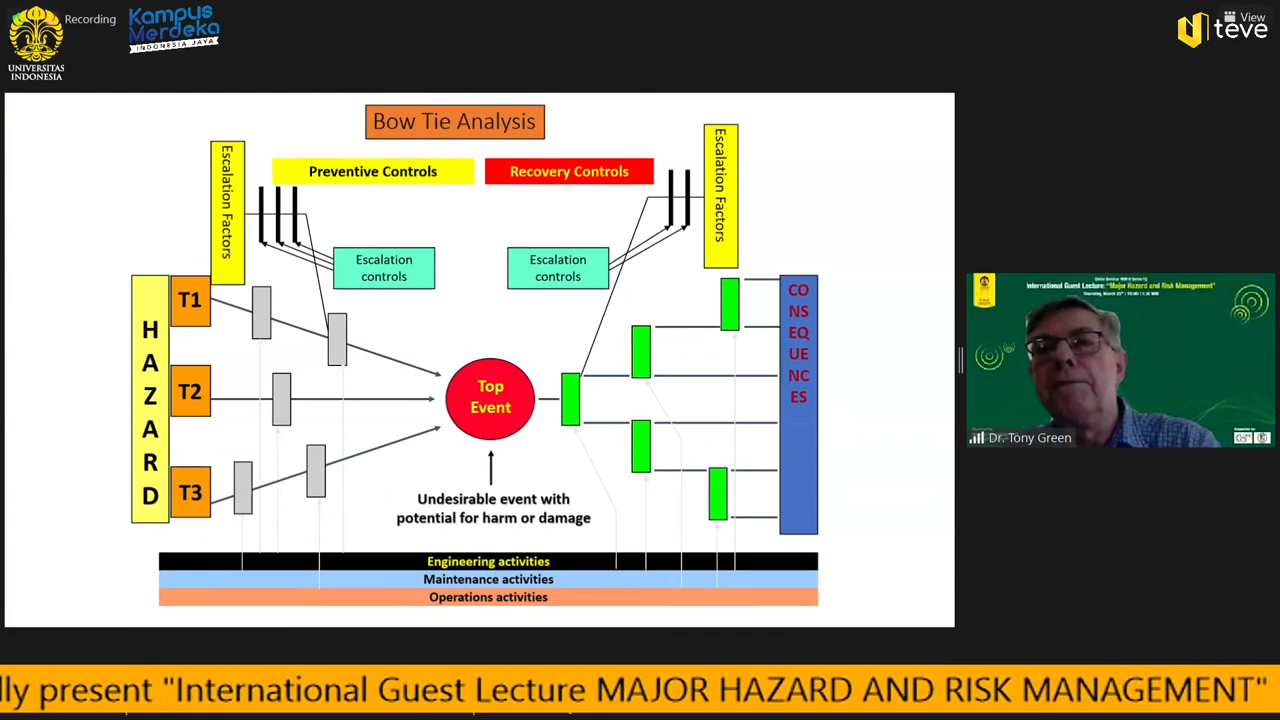 Recording
UNIVERSITAS
INDONESIA
Kampus
Merdeka
INDONESIA JAYA
View
teve
Bow Tie Analysis
Escalation Factors
Preventive Controls
Recovery Controls
Escalation Factors
Escalation
controls
Escalation
controls
HAZARD
T1
T2
T3
Top
Event
CO
NS
EQ
UE
NC
ES
Undesirable event with
potential for harm or damage
Engineering activities
Maintenance activities
Operations activities
International Guest Lecture: "Major Hazard and Risk Management"
Dr. Tony Green
lly present "International Guest Lecture MAJOR HAZARD AND RISK MANAGEMENT"